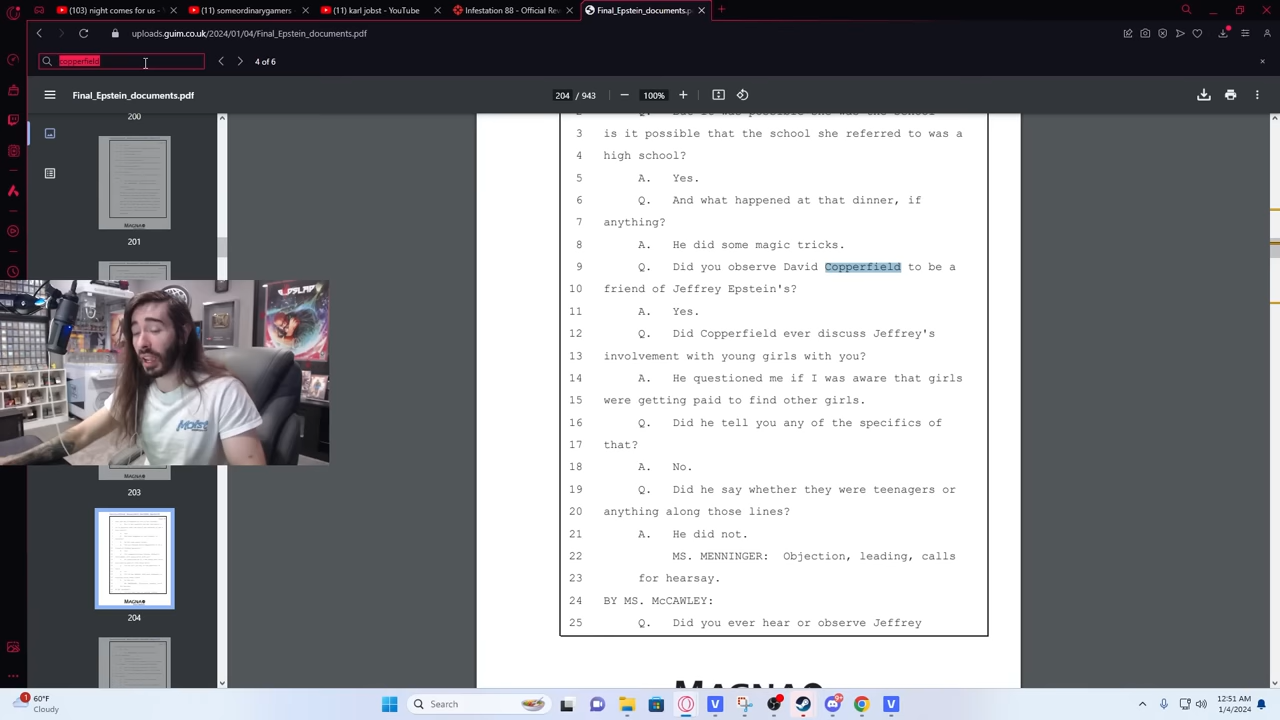 (103) night comes for us -
(11) someordinarygamers
(11) karl jobst - YouTube
Infestation 88 - Official Re
Final_Epstein_documents.p
uploads.guim.co.uk/2024/01/04/Final_Epstein_documents.pdf
copperfield
4 of 6
Final_Epstein_documents.pdf
204 / 943
100%
200
MAGNA
201
MAGNA
203
MAGNA
204
3 is it possible that the school she referred to was a
4 high school?
5 A. Yes.
6 Q. And what happened at that dinner, if
7 anything?
8 A. He did some magic tricks.
9 Q. Did you observe David Copperfield to be a
10 friend of Jeffrey Epstein's?
11 A. Yes.
12 Q. Did Copperfield ever discuss Jeffrey's
13 involvement with young girls with you?
14 A. He questioned me if I was aware that girls
15 were getting paid to find other girls.
16 Q. Did he tell you any of the specifics of
17 that?
18 A. No.
19 Q. Did he say whether they were teenagers or
20 anything along those lines?
21 A. He did not.
22 MS. MENNINGER: Objection, leading, calls
23 for hearsay.
24 BY MS. McCAWLEY:
25 Q. Did you ever hear or observe Jeffrey
MAGNA
Moist
1
60°F
Cloudy
Search
12:51 AM
1/4/2024